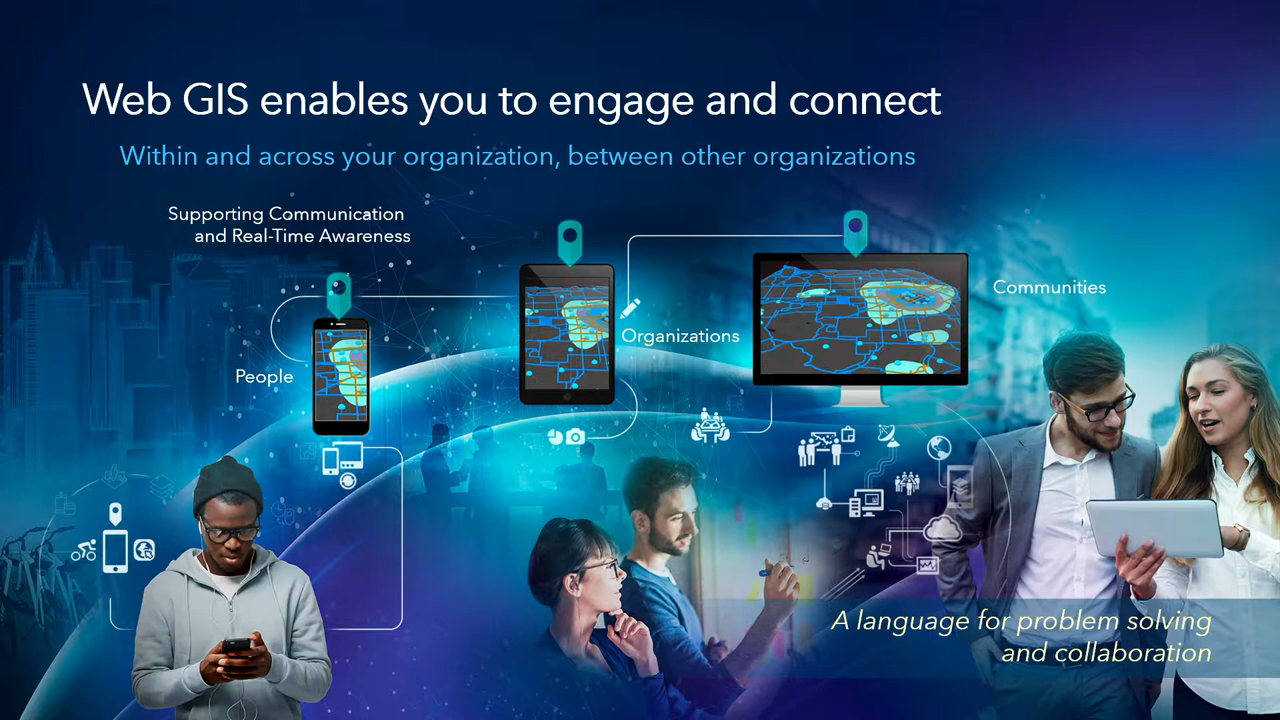 Web GIS enables you to engage and connect
Within and across your organization, between other organizations
Supporting Communication
and Real-Time Awareness
People
Organizations
Communities
A language for problem solving
and collaboration